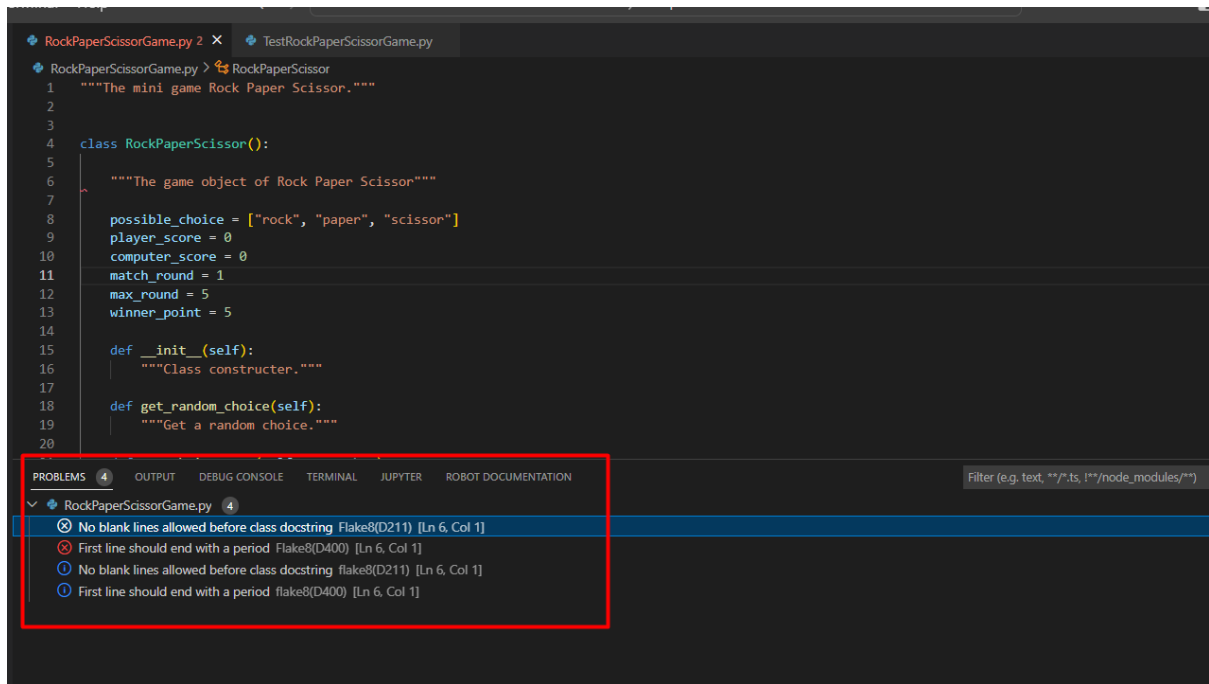 RockPaperScissorGame.py 2 TestRockPaperScissorGame.py
RockPaperScissorGame.py > RockPaperScissor
1 """The mini game Rock Paper Scissor."""
2
3
4 class RockPaperScissor():
5
6 """The game object of Rock Paper Scissor"""
7
8 possible_choice = ["rock", "paper", "scissor"]
9 player_score = 0
10 computer_score = 0
11 match_round = 1
12 max_round = 5
13 winner_point = 5
14
15 def __init__(self):
16 """Class constructer."""
17
18 def get_random_choice(self):
19 """Get a random choice."""
20
PROBLEMS 4 OUTPUT DEBUG CONSOLE TERMINAL JUPYTER ROBOT DOCUMENTATION Filter (e.g. text, **/*.ts, !**/node_modules/**)
RockPaperScissorGame.py 4
No blank lines allowed before class docstring Flake8(D211) [Ln 6, Col 1]
First line should end with a period Flake8(D400) [Ln 6, Col 1]
No blank lines allowed before class docstring flake8(D211) [Ln 6, Col 1]
First line should end with a period flake8(D400) [Ln 6, Col 1]